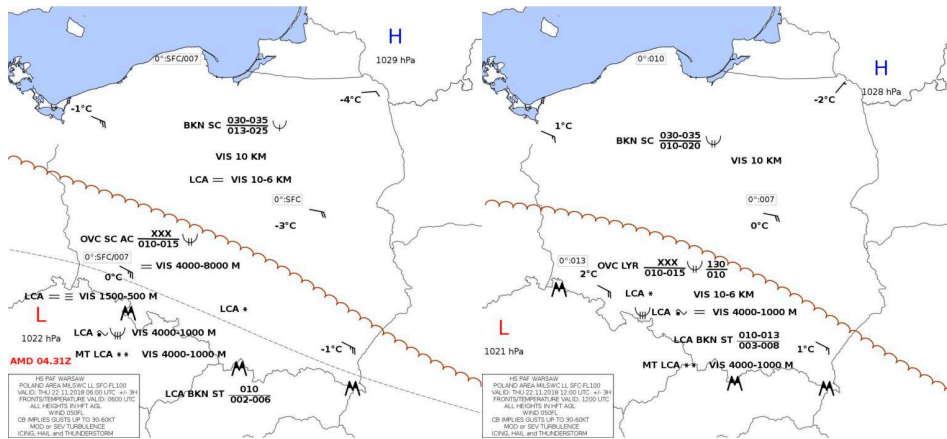 H
1029 hPa
0°:SFC/007
-1°C
-4°C
BKN SC 030-035
013-025
VIS 10 KM
LCA VIS 10-6 KM
0°:SFC
-3°C
OVC SC AC XXX
010-015
0°:SFC/007
VIS 4000-8000 M
0°C
LCA VIS 1500-500 M
LCA *
L
1022 hPa
LCA VIS 4000-1000 M
-1°C
AMD 04.31Z
MT LCA ** VIS 4000-1000 M
LCA BKN ST 010
002-006
HS PAF WARSAW
POLAND AREA MILSWC LL SFC-FL100
VALID: THU 22.11.2018 06:00 UTC +/- 3H
FRONTS/TEMPERATURE VALID: 0600 UTC
ALL HEIGHTS IN HFT AGL
WIND 050FL
CB IMPLIES GUSTS UP TO 30-60KT
MOD or SEV TURBULENCE
ICING, HAIL and THUNDERSTORM
H
1028 hPa
0°:010
-2°C
1°C
BKN SC 030-035
010-020
VIS 10 KM
0°:007
0°C
0°:013
2°C
OVC LYR XXX
010-015
130
010
LCA *
VIS 10-6 KM
LCA VIS 4000-1000 M
L
1021 hPa
LCA BKN ST 010-013
003-008
1°C
MT LCA ** VIS 4000-1000 M
HS PAF WARSAW
POLAND AREA MILSWC LL SFC-FL100
VALID: THU 22.11.2018 12:00 UTC +/- 3H
FRONTS/TEMPERATURE VALID: 1200 UTC
ALL HEIGHTS IN HFT AGL
WIND 050FL
CB IMPLIES GUSTS UP TO 30-60KT
MOD or SEV TURBULENCE
ICING, HAIL and THUNDERSTORM